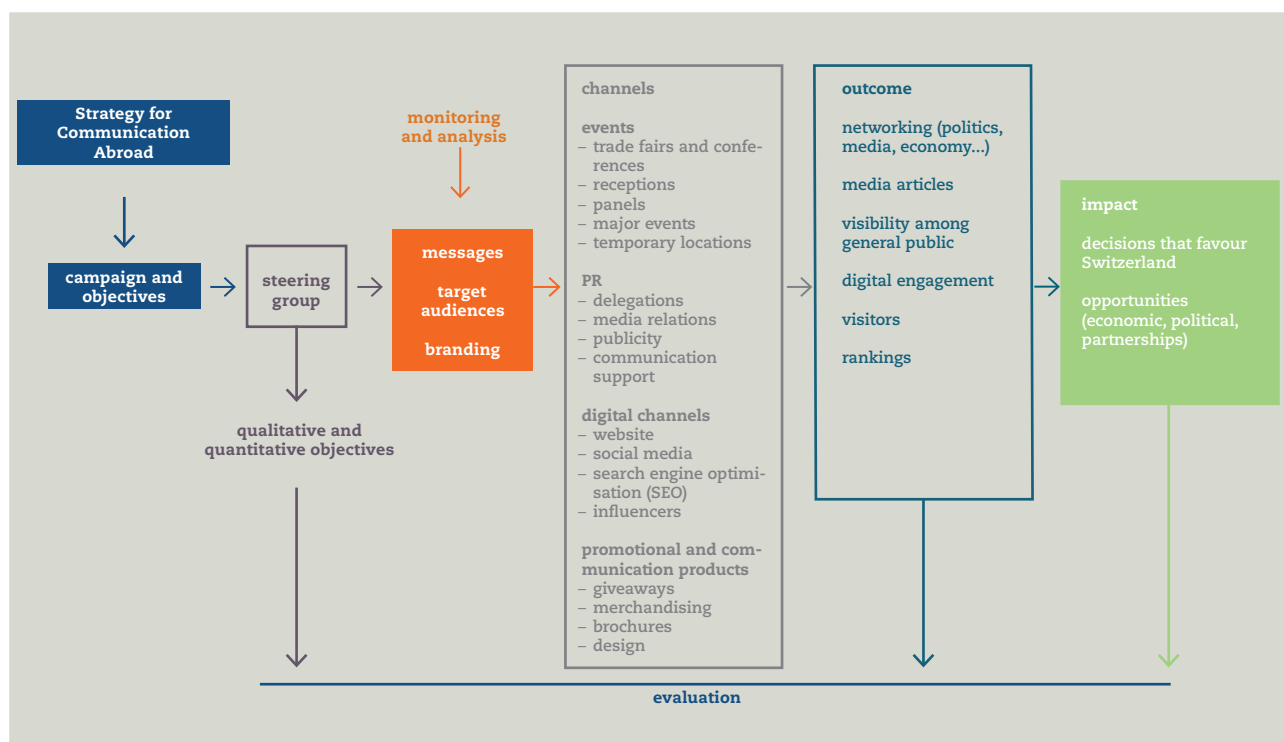 Strategy for
Communication
Abroad
campaign and
objectives
steering
group
qualitative and
quantitative objectives
monitoring
and analysis
messages
target
audiences
branding
channels
events
– trade fairs and confe-
rences
– receptions
– panels
– major events
– temporary locations
PR
– delegations
– media relations
– publicity
– communication
support
digital channels
– website
– social media
– search engine optimi-
sation (SEO)
– influencers
promotional and com-
munication products
– giveaways
– merchandising
– brochures
– design
outcome
networking (politics,
media, economy...)
media articles
visibility among
general public
digital engagement
visitors
rankings
impact
decisions that favour
Switzerland
opportunities
(economic, political,
partnerships)
evaluation